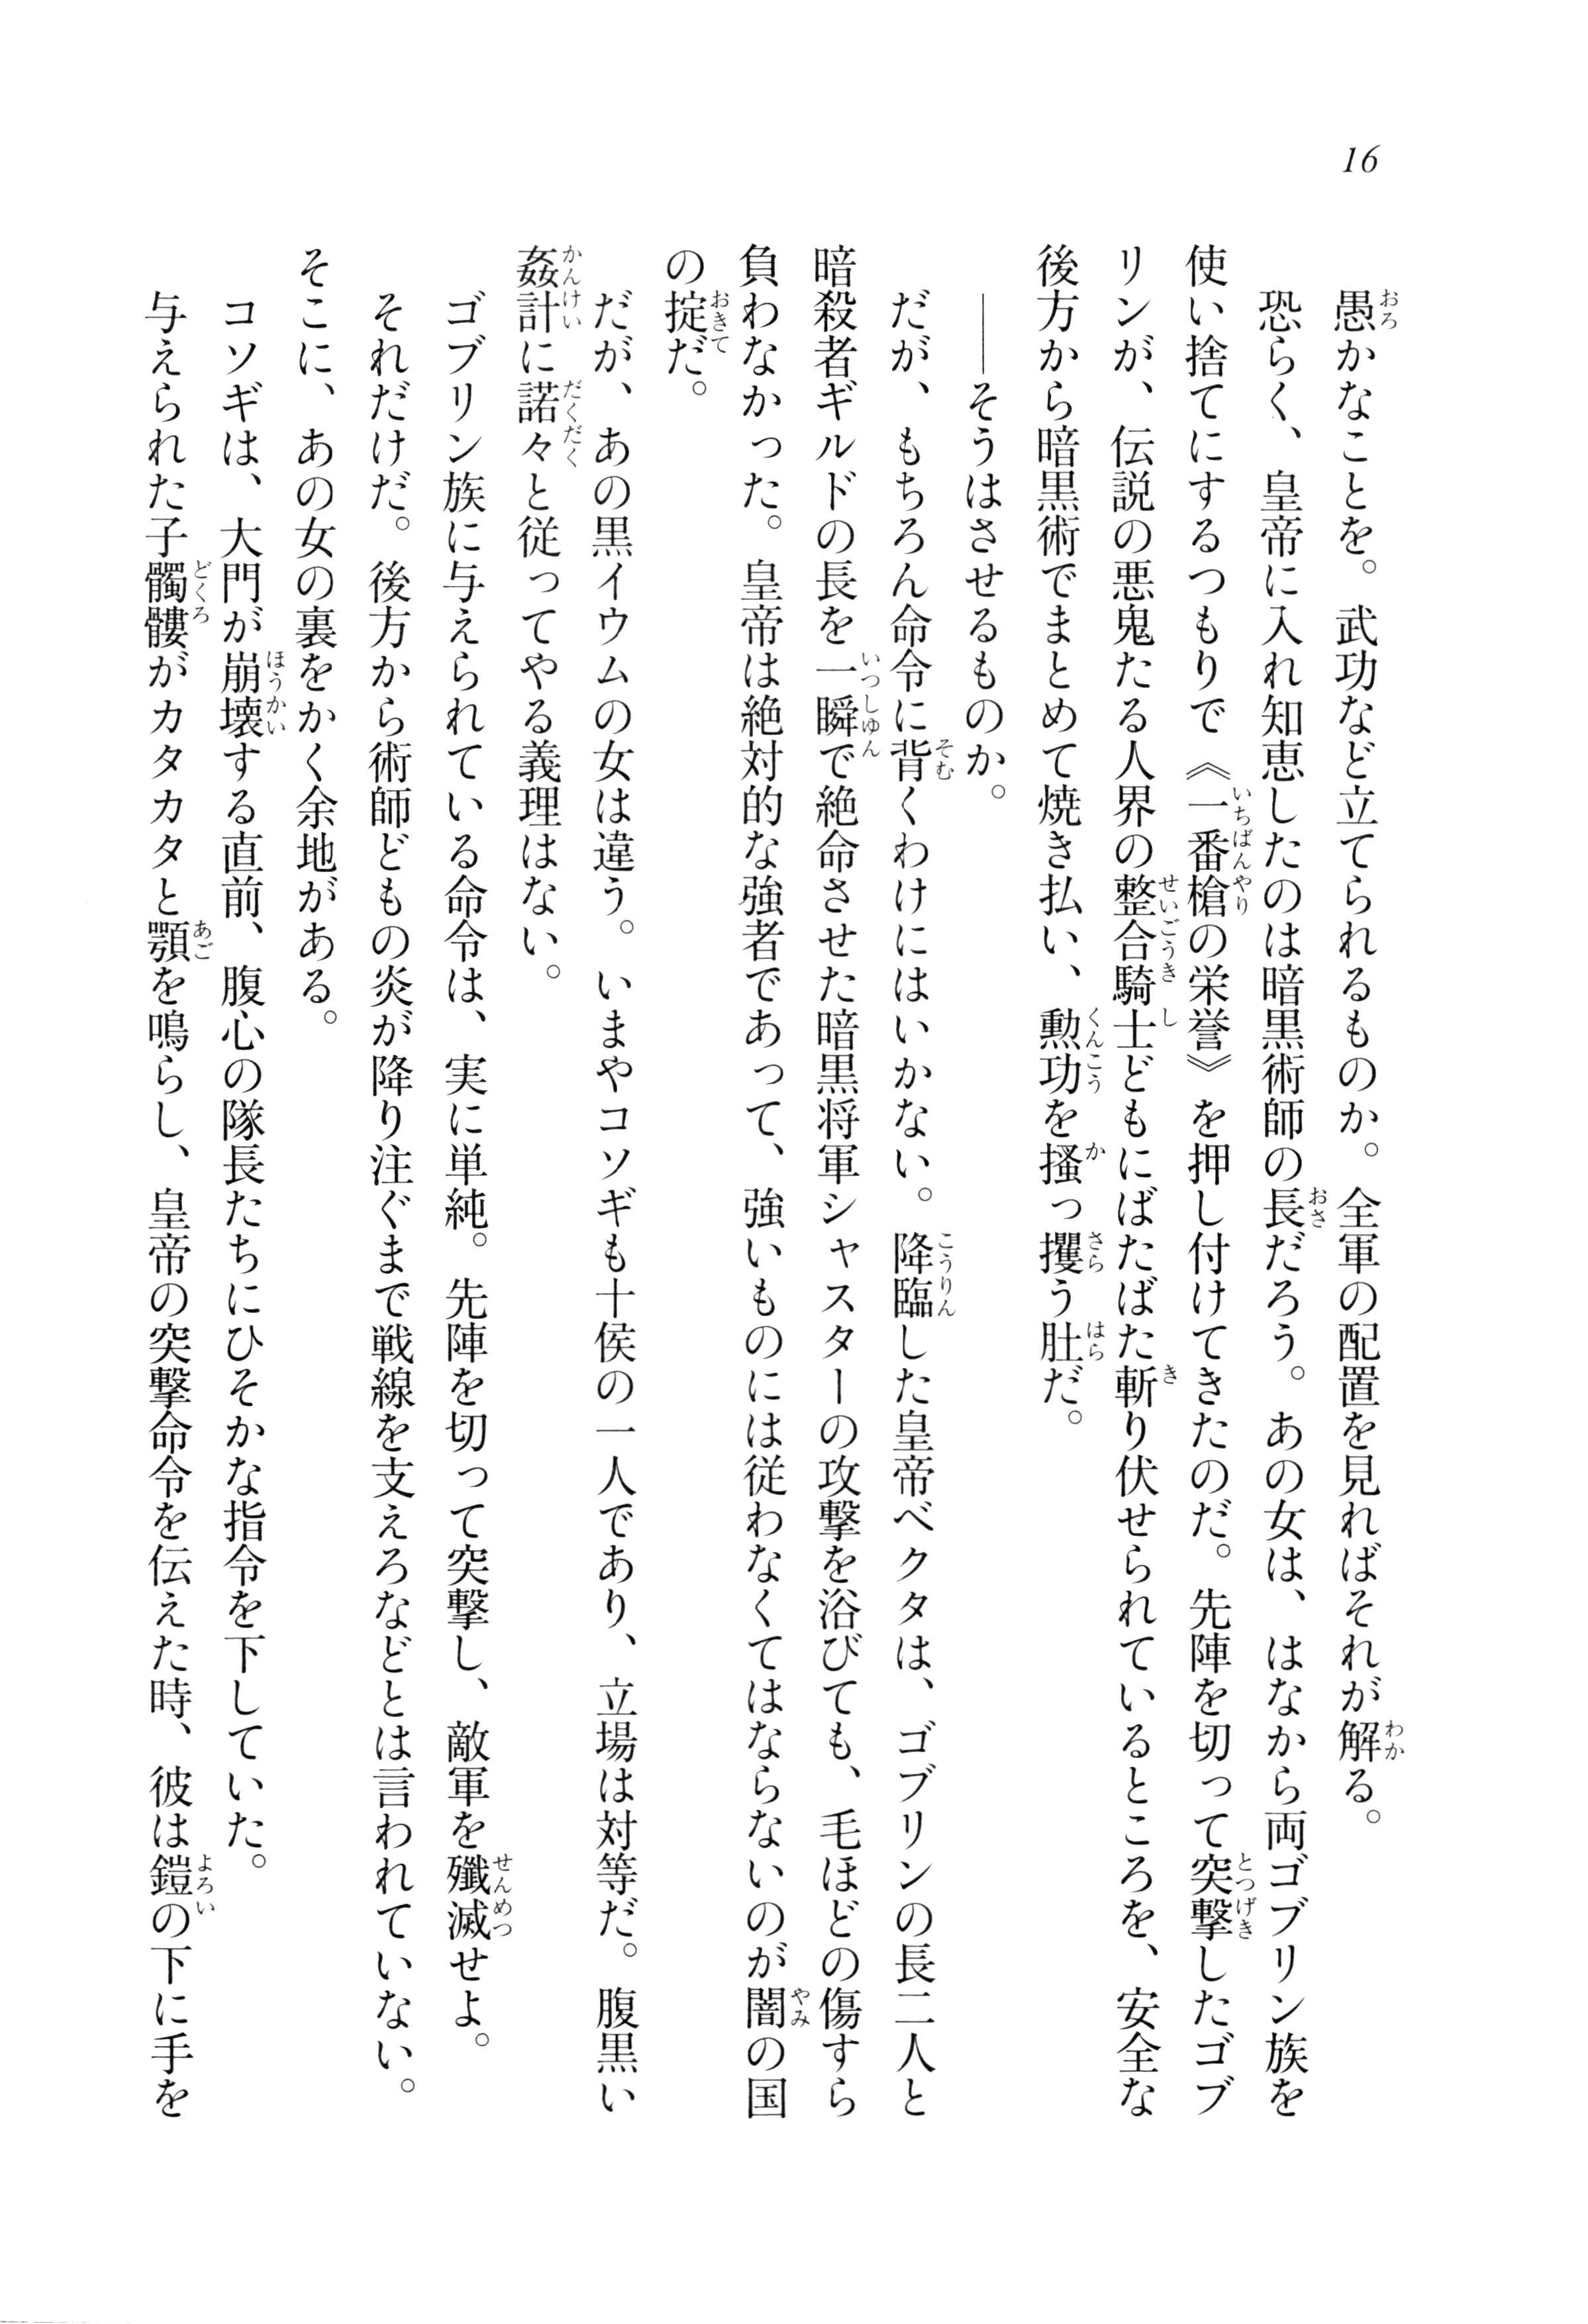 16
愚かなことを。武功など立てられるものか。全軍の配置を見ればそれが解る。
恐らく、皇帝に入れ知恵したのは暗黒術師の長だろう。あの女は、はなから両ゴブリン族を
使い捨てにするつもりで《一番槍の栄誉》を押し付けてきたのだ。先陣を切って突撃したゴブ
リンが、伝説の悪鬼たる人界の整合騎士どもにばたばた斬り伏せられているところを、安全な
後方から暗黒術でまとめて焼き払い、勲功を掻っ攫う肚だ。
――そうはさせるものか。
だが、もちろん命令に背くわけにはいかない。降臨した皇帝ベクタは、ゴブリンの長二人と
暗殺者ギルドの長を一瞬で絶命させた暗黒将軍シャスターの攻撃を浴びても、毛ほどの傷すら
負わなかった。皇帝は絶対的な強者であって、強いものには従わなくてはならないのが闇の国
の掟だ。
だが、あの黒イウムの女は違う。いまやコソギも十侯の一人であり、立場は対等だ。腹黒い
姦計に諾々と従ってやる義理はない。
ゴブリン族に与えられている命令は、実に単純。先陣を切って突撃し、敵軍を殲滅せよ。
それだけだ。後方から術師どもの炎が降り注ぐまで戦線を支えろなどとは言われていない。
そこに、あの女の裏をかく余地がある。
コソギは、大門が崩壊する直前、腹心の隊長たちにひそかな指令を下していた。
与えられた子髑髏がカタカタと顎を鳴らし、皇帝の突撃命令を伝えた時、彼は鎧の下に手を